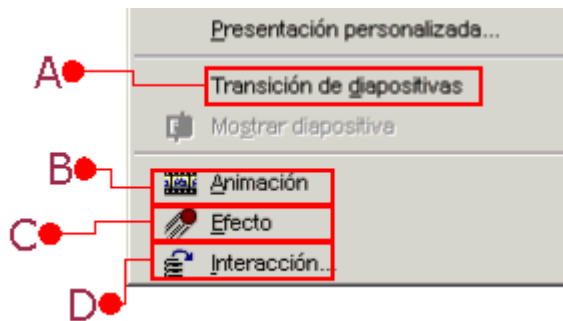 Presentación personalizada...
A
Transición de diapositivas
Mostrar diapositiva
B
Animación
C
Efecto
D
Interacción...